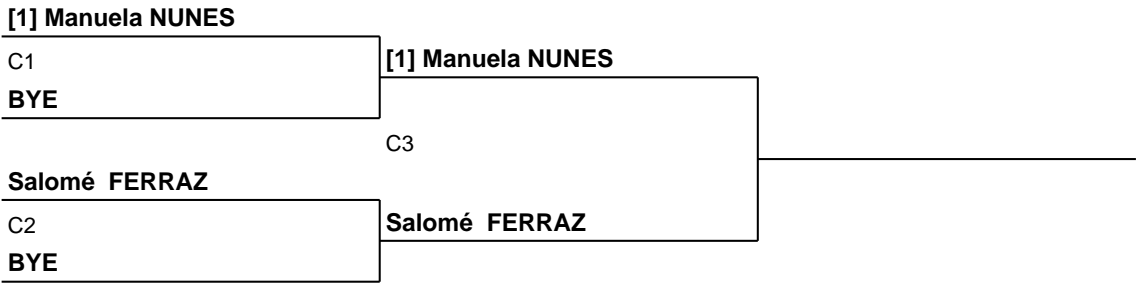 [1] Manuela NUNES
C1
[1] Manuela NUNES
BYE
C3
Salomé  FERRAZ
C2
Salomé  FERRAZ
BYE